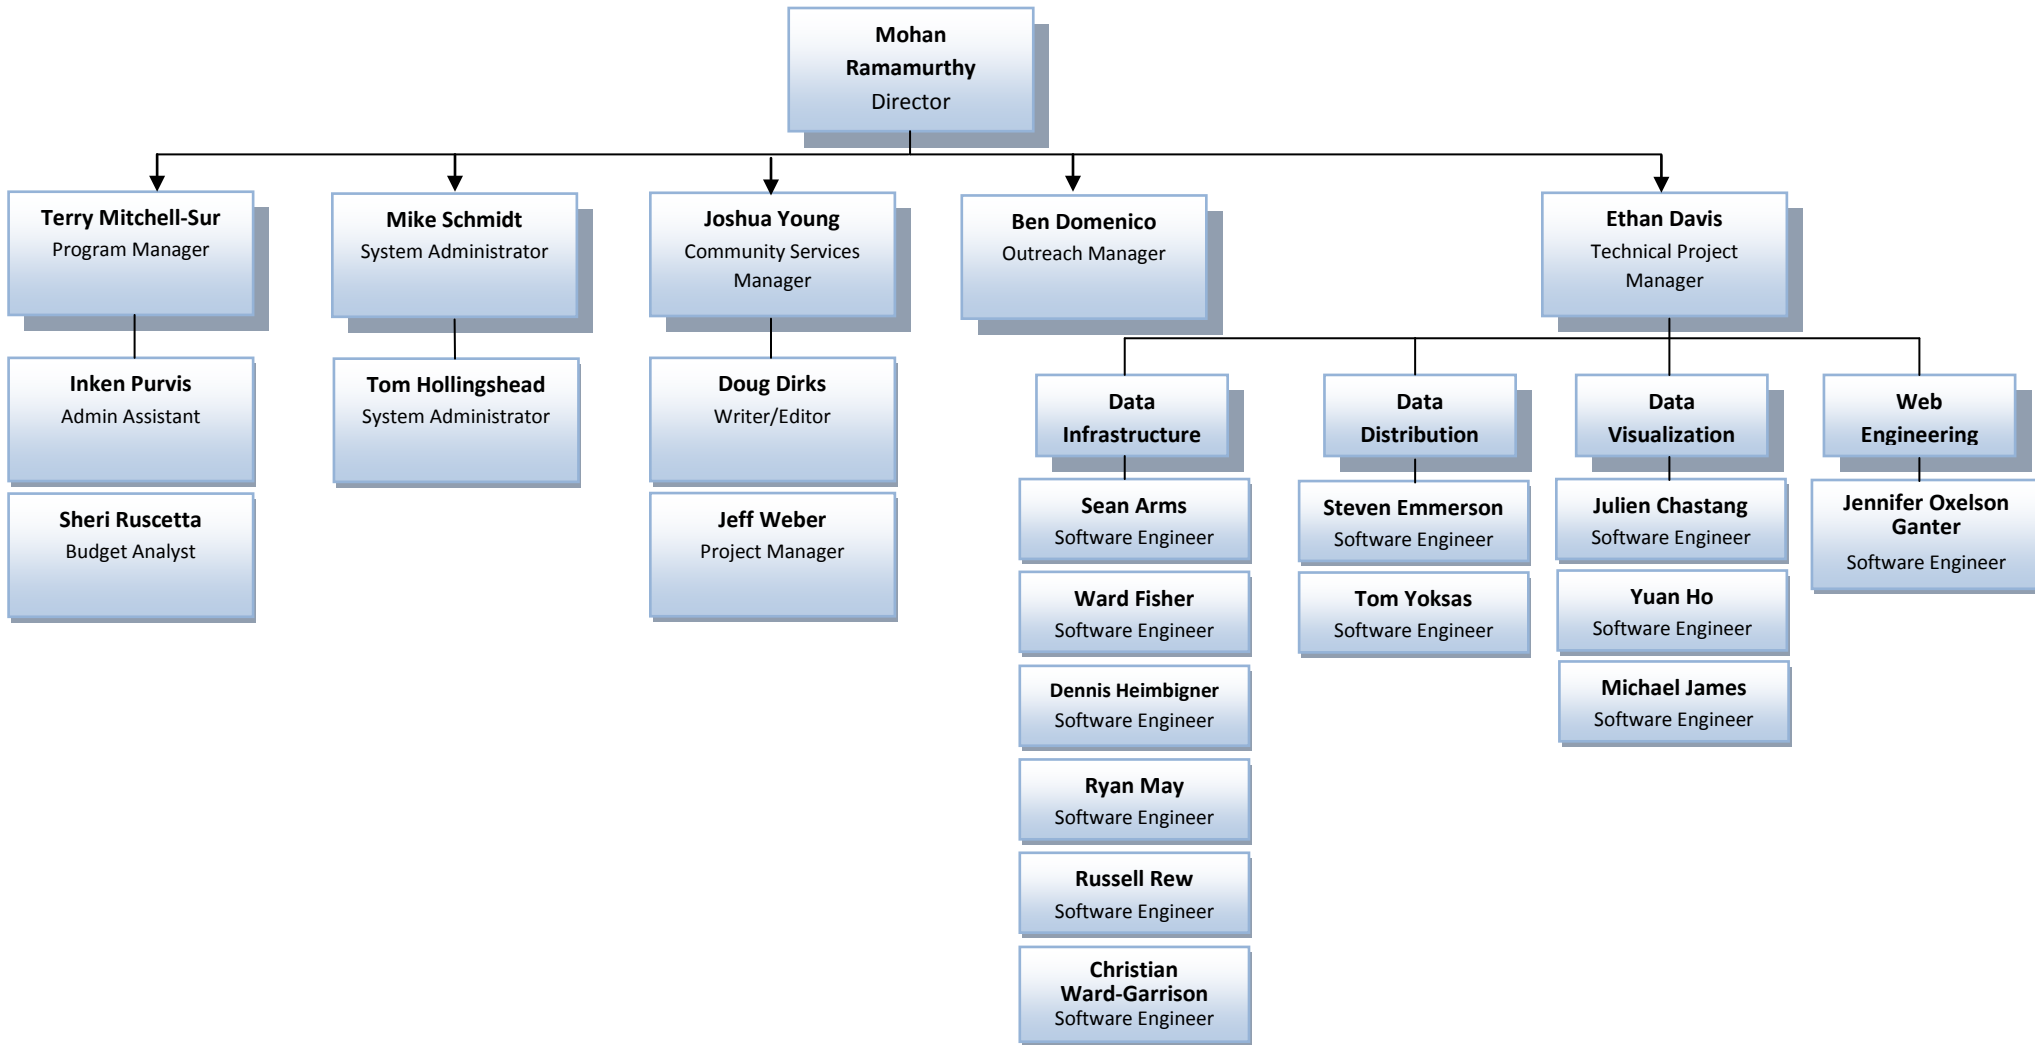 Mohan
Ramamurthy
Director
Terry Mitchell-Sur
Program Manager
Mike Schmidt
System Administrator
Joshua Young
Community Services
Manager
Ben Domenico
Outreach Manager
Ethan Davis
Technical Project
Manager
Inken Purvis
Admin Assistant
Sheri Ruscetta
Budget Analyst
Tom Hollingshead
System Administrator
Doug Dirks
Writer/Editor
Jeff Weber
Project Manager
Data
Infrastructure
Sean Arms
Software Engineer
Ward Fisher
Software Engineer
Dennis Heimbigner
Software Engineer
Ryan May
Software Engineer
Russell Rew
Software Engineer
Christian
Ward-Garrison
Software Engineer
Data
Distribution
Steven Emmerson
Software Engineer
Tom Yoksas
Software Engineer
Data
Visualization
Julien Chastang
Software Engineer
Yuan Ho
Software Engineer
Michael James
Software Engineer
Web
Engineering
Jennifer Oxelson
Ganter
Software Engineer